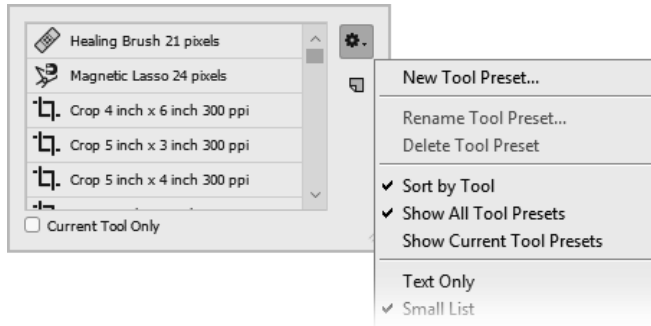 Healing Brush 21 pixels
Magnetic Lasso 24 pixels
Crop 4 inch x 6 inch 300 ppi
Crop 5 inch x 3 inch 300 ppi
Crop 5 inch x 4 inch 300 ppi
Current Tool Only
New Tool Preset...
Rename Tool Preset...
Delete Tool Preset
Sort by Tool
Show All Tool Presets
Show Current Tool Presets
Text Only
Small List